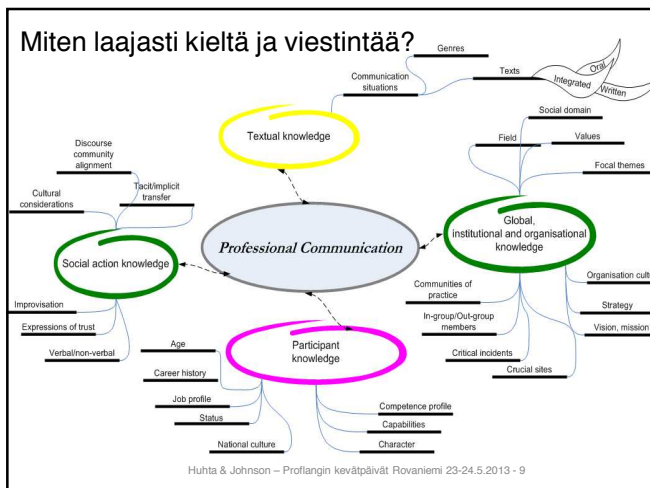 Miten laajasti kieltä ja viestintää?
Genres
Communication
situations
Texts
Oral
Integrated
Written
Textual knowledge
Social domain
Field
Values
Focal themes
Discourse
community
alignment
Cultural
considerations
Tacit/implicit
transfer
Professional Communication
Global,
institutional and organisational
knowledge
Social action knowledge
Organisation cultu
Communities of
practice
Strategy
Improvisation
In-group/Out-group
members
Vision, mission
Expressions of trust
Age
Participant
knowledge
Critical incidents
Verbal/non-verbal
Career history
Crucial sites
Job profile
Competence profile
Status
Capabilities
National culture
Character
Huhta & Johnson – Proflangin kevätpäivät Rovaniemi 23-24.5.2013 - 9